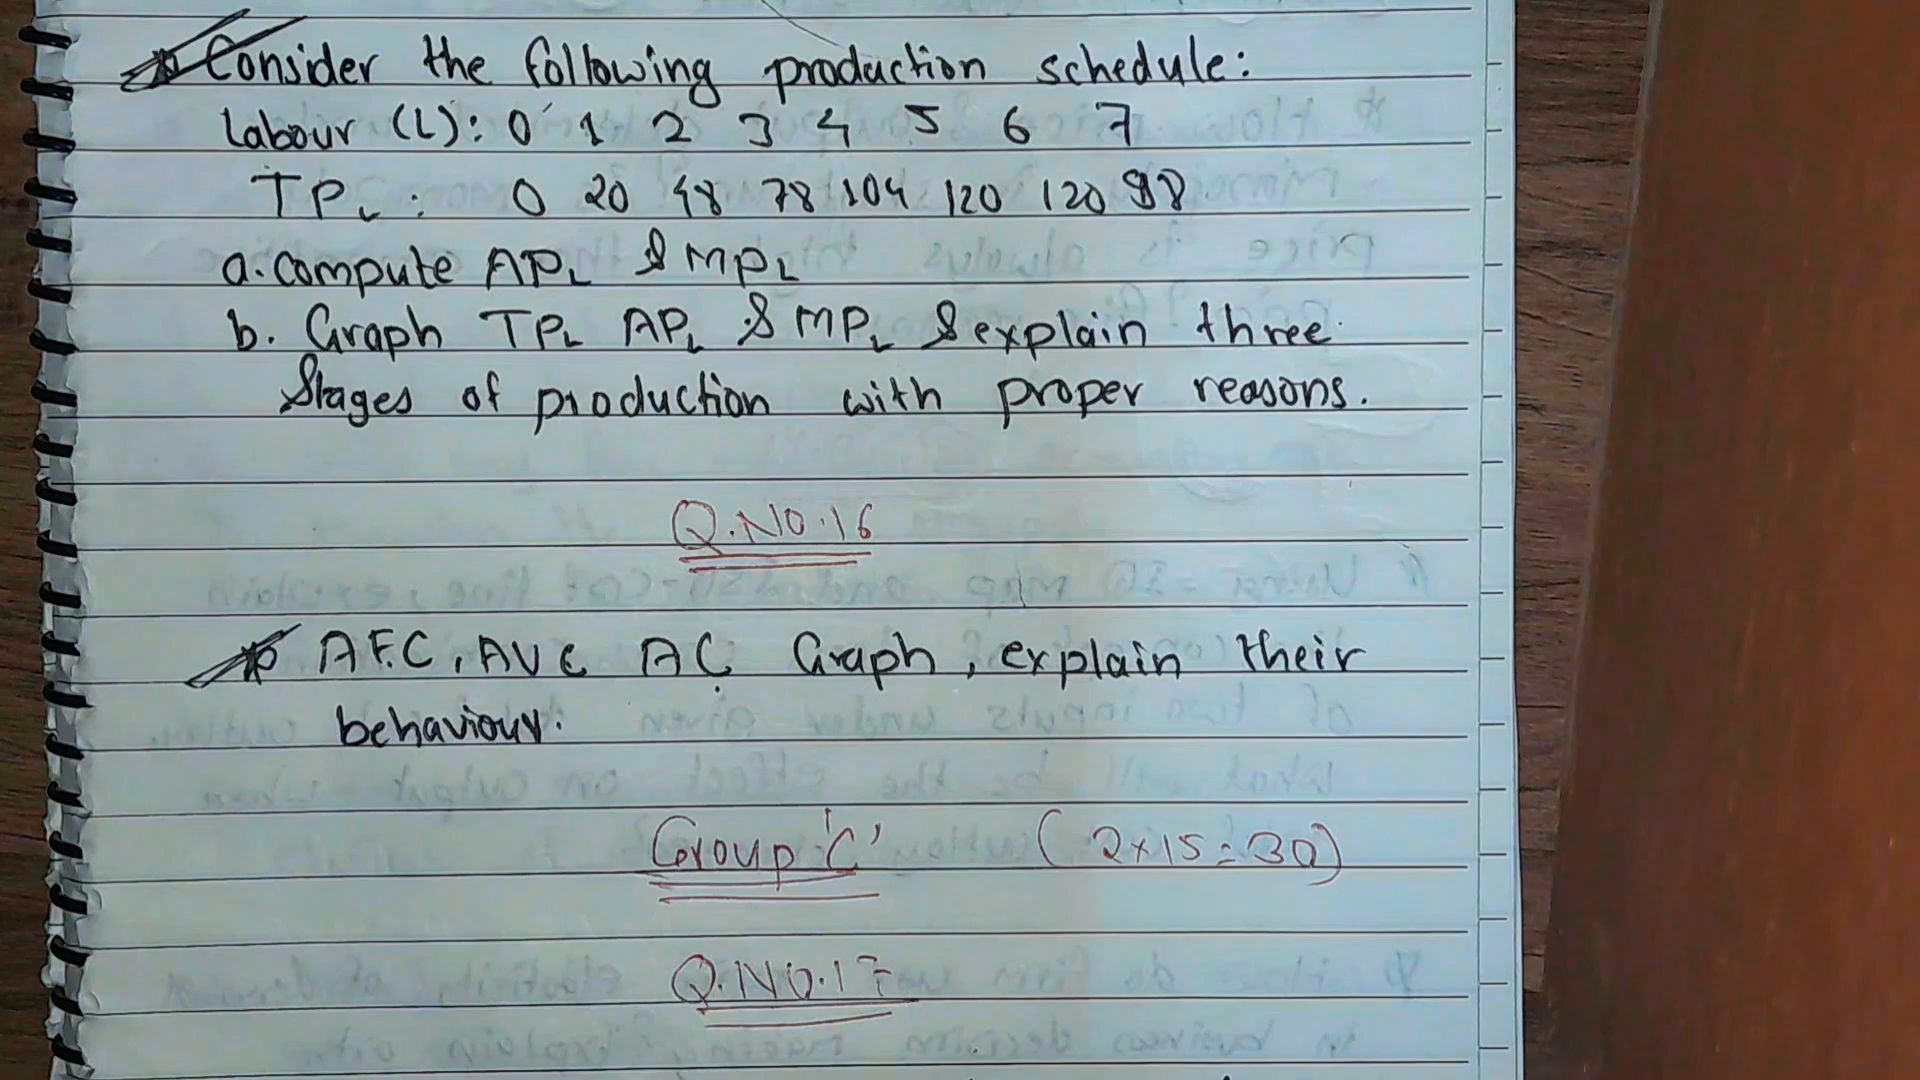 Consider the following production schedule:
Labour (L): 0 1 2 3 4 5 6 7
TPL: 0 20 48 78 104 120 120 98
a. compute APL & MPL
b. Graph TPL APL & MPL & explain three
Stages of production with proper reasons.
Q.NO.16
AFC, AVC AC Graph, explain their
behaviour.
Group 'C' (2x15=30)
Q.NO.17